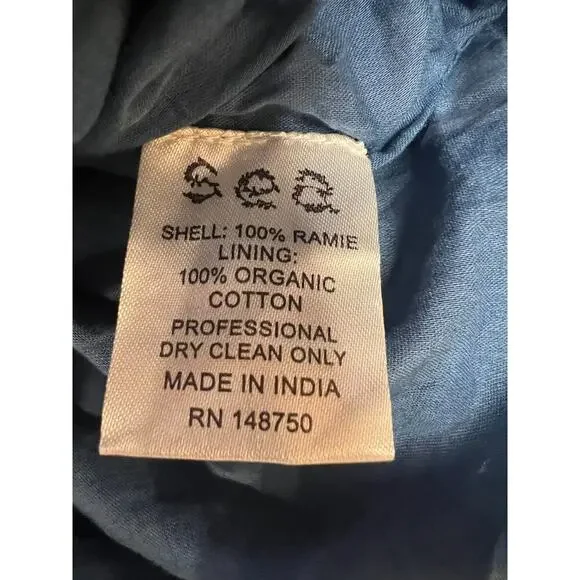 sea
SHELL: 100% RAMIE
LINING:
100% ORGANIC
COTTON
PROFESSIONAL
DRY CLEAN ONLY
MADE IN INDIA
RN 148750